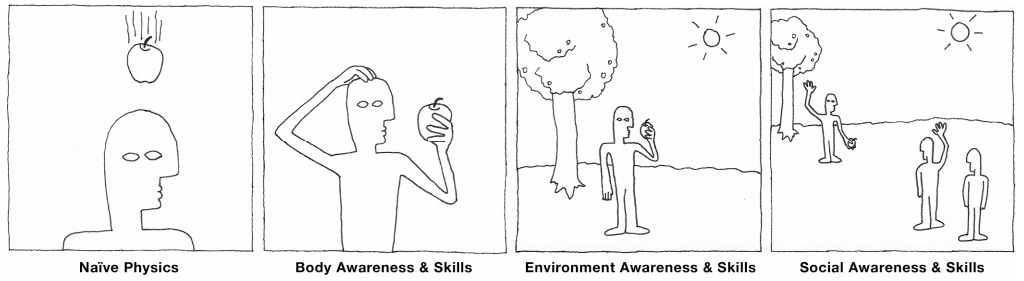 Naïve Physics
Body Awareness & Skills
Environment Awareness & Skills
Social Awareness & Skills